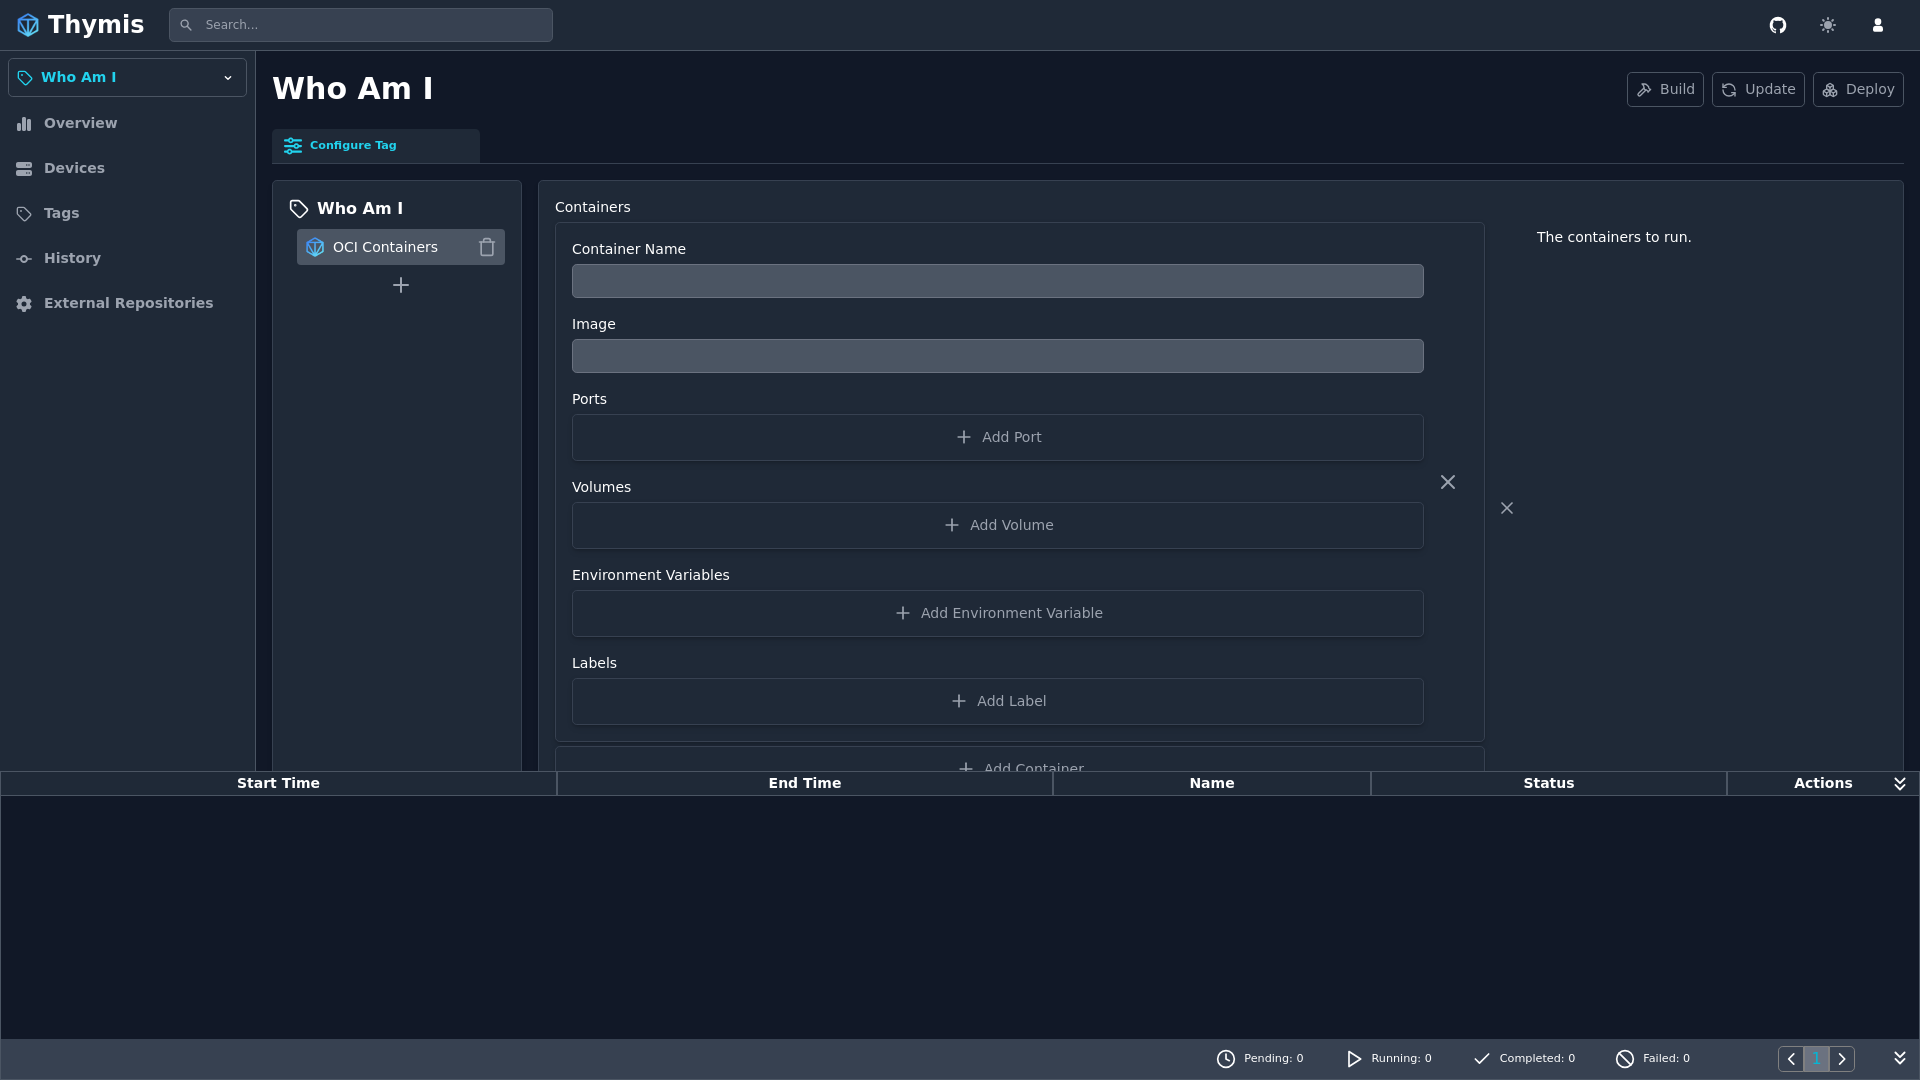 Thymis
Search...
Who Am I
Overview
Devices
Tags
History
External Repositories
Who Am I
Build
Update
Deploy
Configure Tag
Who Am I
OCI Containers
Containers
The containers to run.
Container Name
Image
Ports
Add Port
Volumes
Add Volume
Environment Variables
Add Environment Variable
Labels
Add Label
Add Container
Start Time
End Time
Name
Status
Actions
Pending: 0
Running: 0
Completed: 0
Failed: 0
1